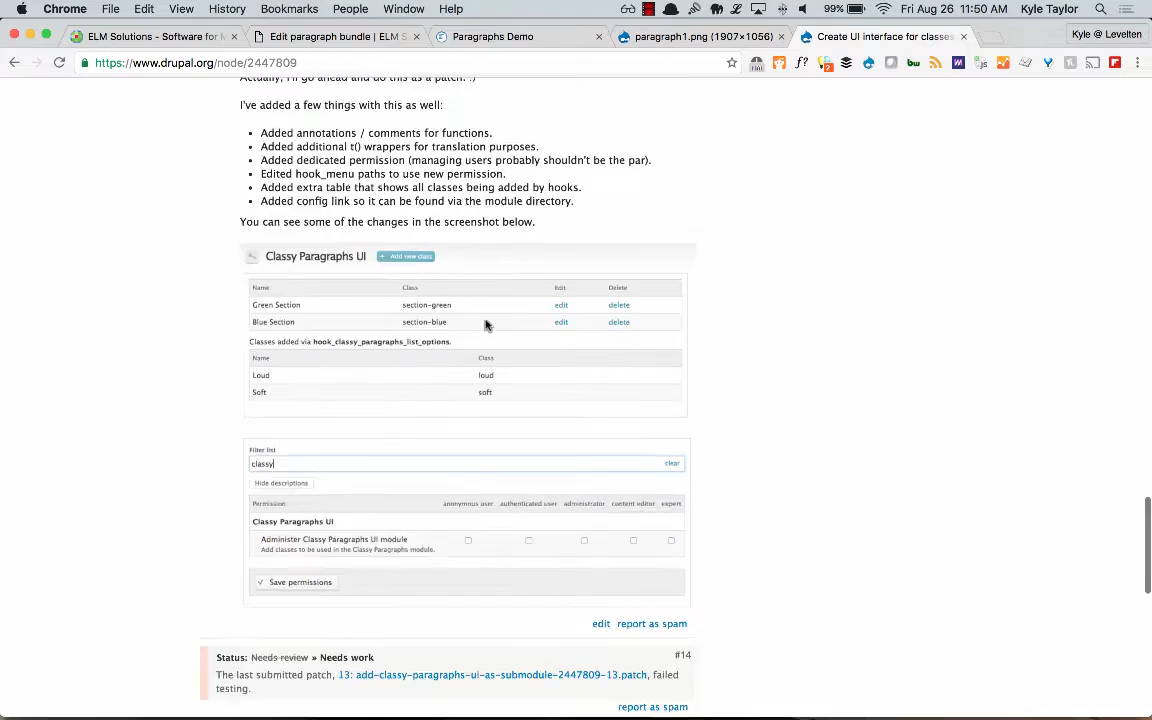 Chrome File Edit View History Bookmarks People Window Help 99% Fri Aug 26 11:50 AM Kyle Taylor
ELM Solutions - Software for M
Edit paragraph bundle | ELM S
Paragraphs Demo
paragraph1.png (1907×1056)
Create UI interface for classes
Kyle @ Levelten
https://www.drupal.org/node/2447809
Actually, I'll go ahead and do this as a patch. :)
I've added a few things with this as well:
Added annotations / comments for functions.
Added additional t() wrappers for translation purposes.
Added dedicated permission (managing users probably shouldn't be the par).
Edited hook_menu paths to use new permission.
Added extra table that shows all classes being added by hooks.
Added config link so it can be found via the module directory.
You can see some of the changes in the screenshot below.
Classy Paragraphs UI + Add new class
Name Class Edit Delete
Green Section section-green edit delete
Blue Section section-blue edit delete
Classes added via hook_classy_paragraphs_list_options.
Name Class
Loud loud
Soft soft
Filter list
classy clear
Hide descriptions
Permission anonymous user authenticated user administrator content editor expert
Classy Paragraphs UI
Administer Classy Paragraphs UI module
Add classes to be used in the Classy Paragraphs module.
Save permissions
edit report as spam
Status: Needs review » Needs work #14
The last submitted patch, 13: add-classy-paragraphs-ui-as-submodule-2447809-13.patch, failed
testing.
report as spam